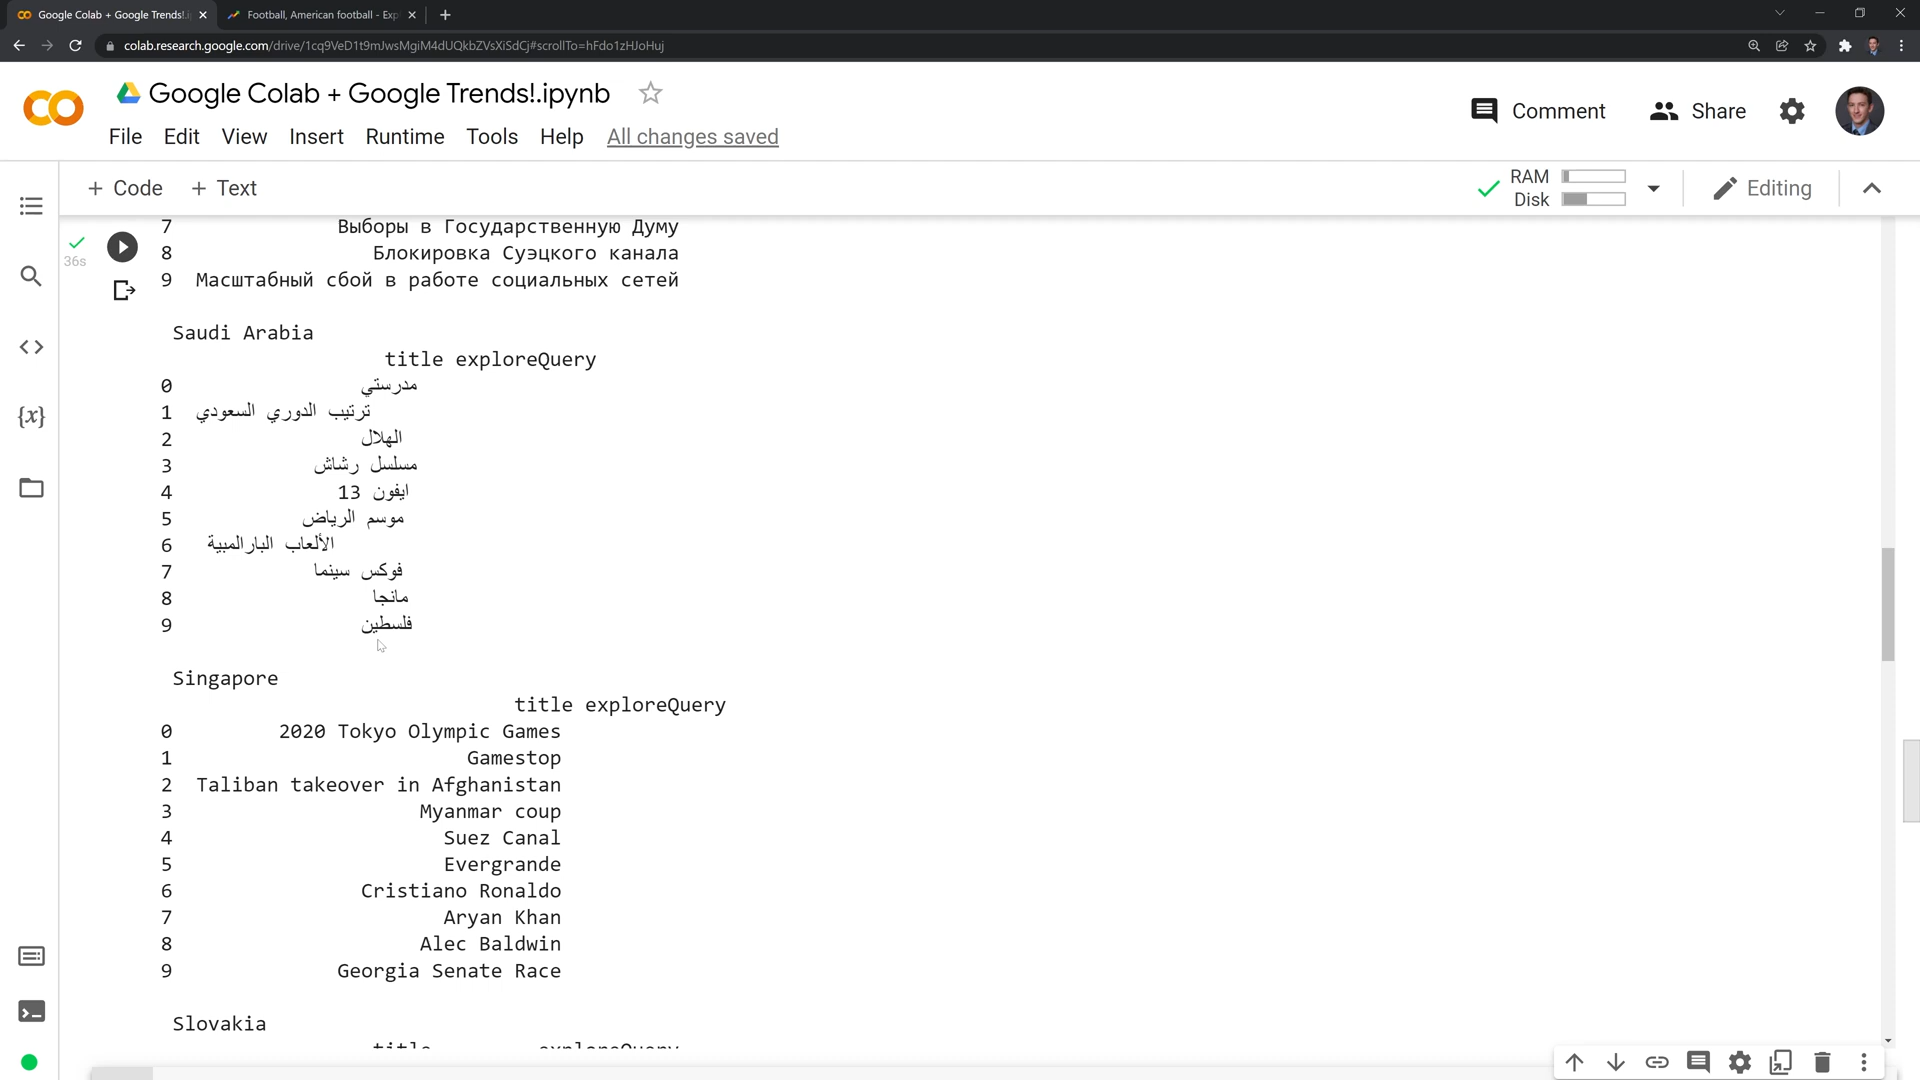 Google Colab + Google Trends!.i
Football, American football - Exp
colab.research.google.com/drive/1cq9VeD1t9mJwsMgiM4dUQkbZVsXiSdCj#scrollTo=hFdo1zHJoHuj
Google Colab + Google Trends!.ipynb
Comment
Share
File Edit View Insert Runtime Tools Help All changes saved
+ Code + Text
RAM
Disk
Editing
36s
7 Выборы в Государственную Думу
8 Блокировка Суэцкого канала
9 Масштабный сбой в работе социальных сетей
Saudi Arabia
title exploreQuery
0 مدرستي
1 ترتيب الدوري السعودي
2 الهلال
3 مسلسل رشاش
4 ايفون 13
5 موسم الرياض
6 الألعاب البارالمبية
7 فوكس سينما
8 مانجا
9 فلسطين
Singapore
title exploreQuery
0 2020 Tokyo Olympic Games
1 Gamestop
2 Taliban takeover in Afghanistan
3 Myanmar coup
4 Suez Canal
5 Evergrande
6 Cristiano Ronaldo
7 Aryan Khan
8 Alec Baldwin
9 Georgia Senate Race
Slovakia
title exploreQuery